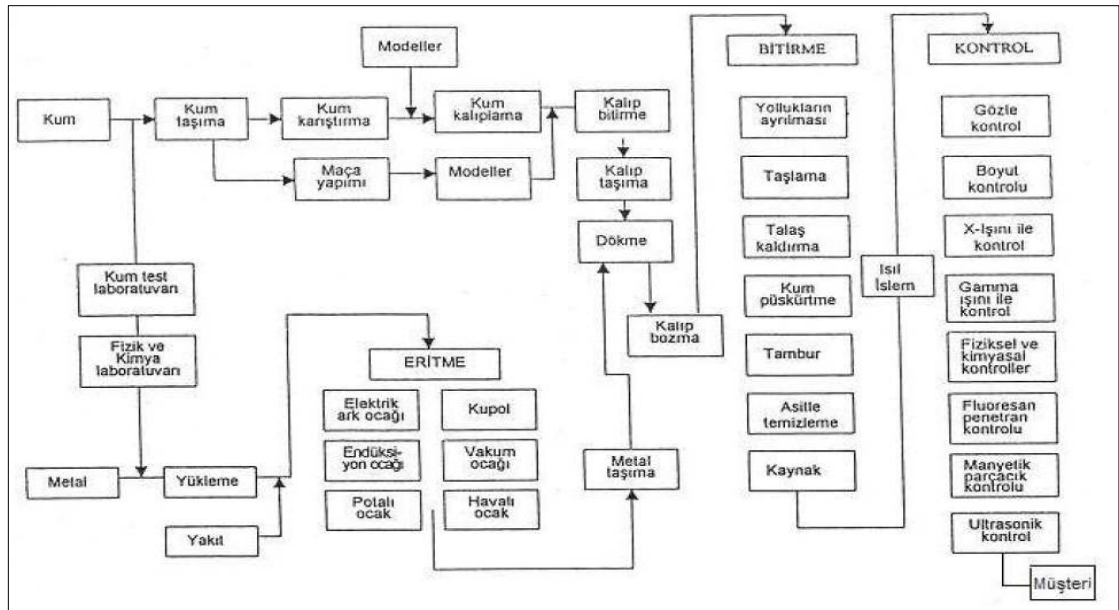 Modeller
BİTİRME
KONTROL
Kum
Kum
taşıma
Kum
karıştırma
Kum
kalıplama
Kalıp
bitirme
Maça
yapımı
Modeller
Kalıp
taşıma
Dökme
Kalıp
bozma
Kum test
laboratuvarı
Fizik ve
Kimya
laboratuvarı
Metal
Yükleme
Yakıt
ERİTME
Elektrik
ark ocağı
Kupol
Endüksi-
yon ocağı
Vakum
ocağı
Potalı
ocak
Havalı
ocak
Metal
taşıma
Yollukların
ayrılması
Taşlama
Talaş
kaldırma
Kum
püskürtme
Tambur
Asitle
temizleme
Kaynak
Isıl
İşlem
Gözle
kontrol
Boyut
kontrolu
X-Işını ile
kontrol
Gamma
ışını ile
kontrol
Fiziksel ve
kimyasal
kontroller
Fluoresan
penetran
kontrolu
Manyetik
parçacık
kontrolu
Ultrasonik
kontrol
Müşteri